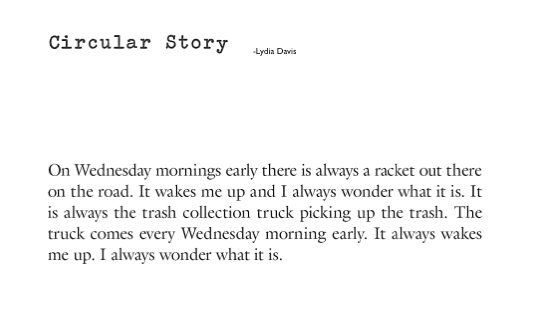 Circular Story
-Lydia Davis
On Wednesday mornings early there is always a racket out there
on the road. It wakes me up and I always wonder what it is. It
is always the trash collection truck picking up the trash. The
truck comes every Wednesday morning early. It always wakes
me up. I always wonder what it is.